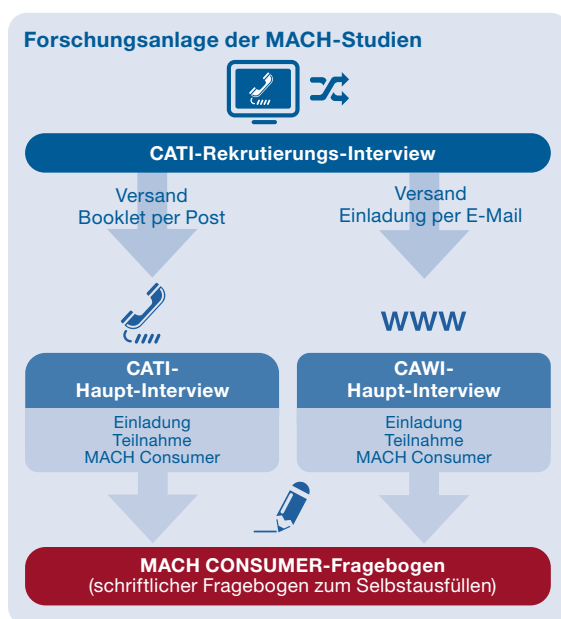 Forschungsanlage der MACH-Studien
CATI-Rekrutierungs-Interview
Versand
Booklet per Post
Versand
Einladung per E-Mail
www
CATI-
Haupt-Interview
Einladung
Teilnahme
MACH Consumer
CAWI-
Haupt-Interview
Einladung
Teilnahme
MACH Consumer
MACH CONSUMER-Fragebogen
(schriftlicher Fragebogen zum Selbstausfüllen)